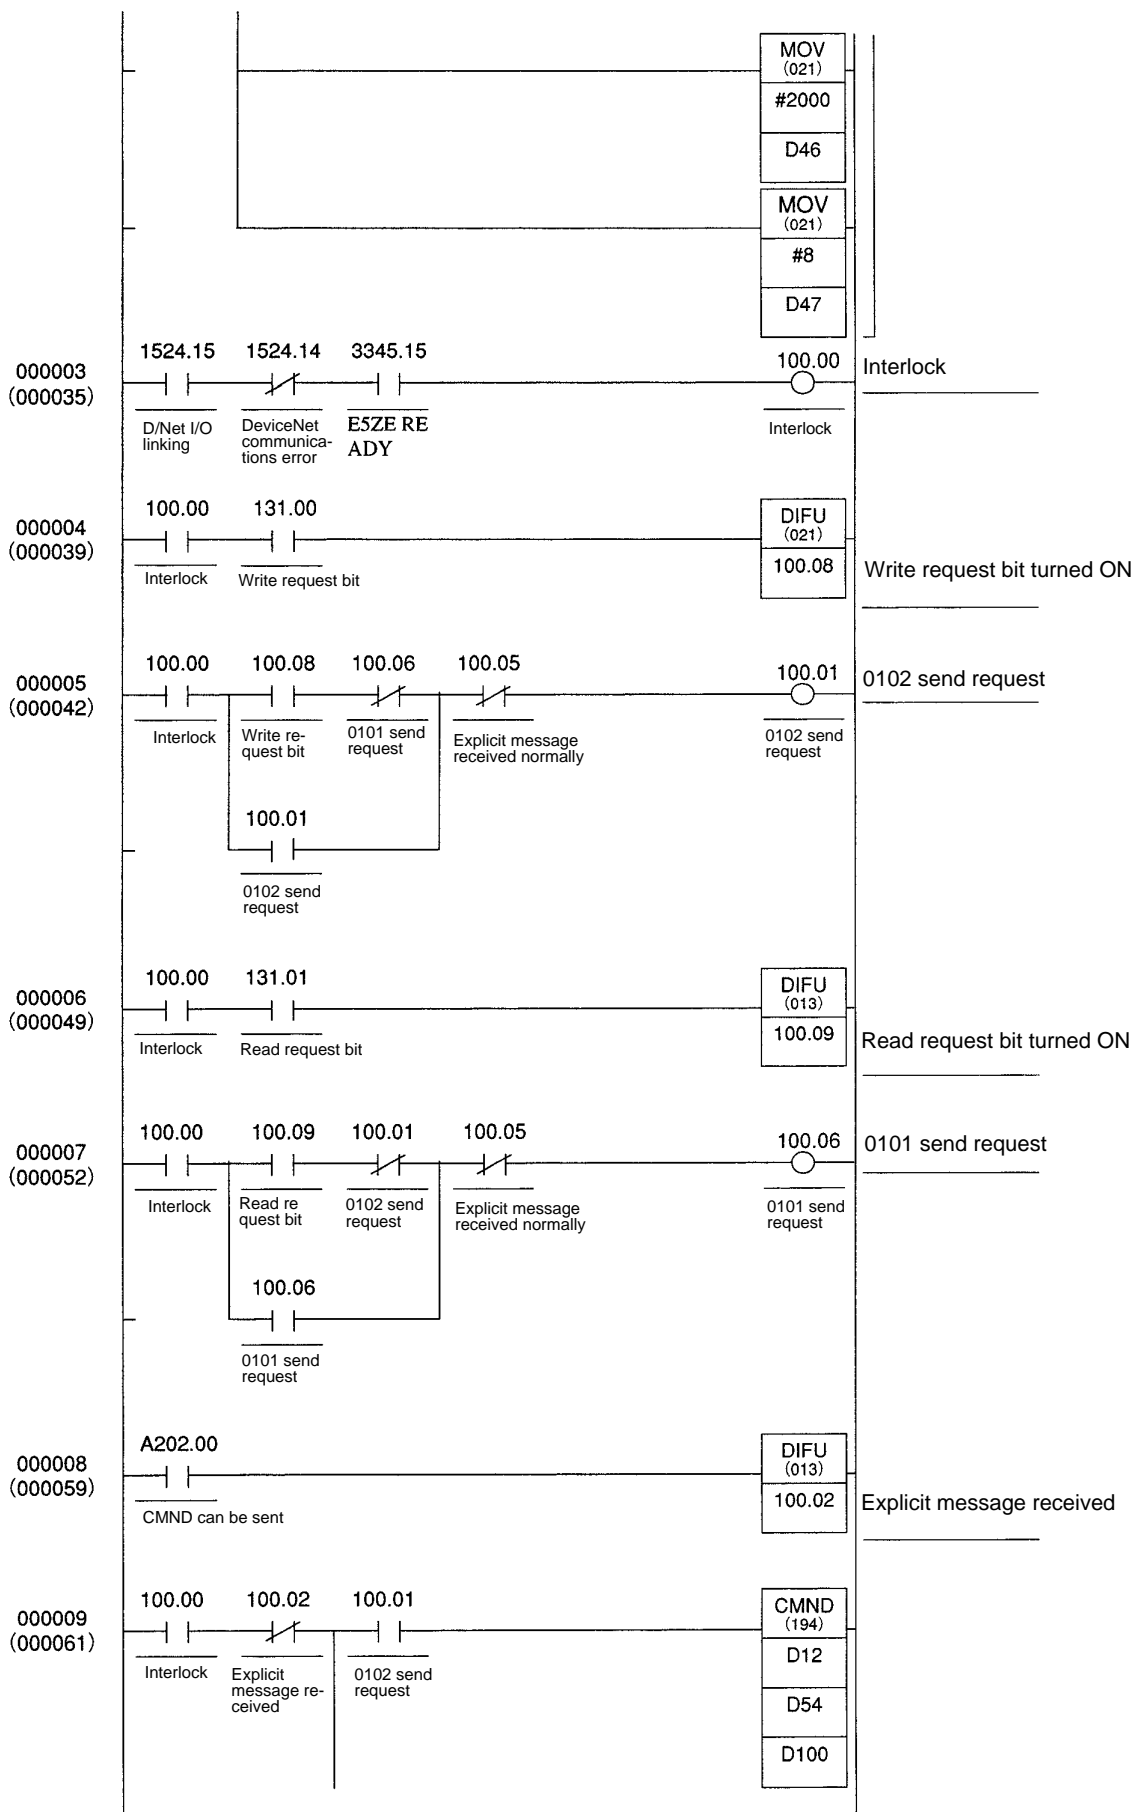 MOV
(021)
#2000
D46
MOV
(021)
#8
D47
000003
(000035)
1524.15
1524.14
3345.15
100.00
Interlock
D/Net I/O
linking
DeviceNet
communica-
tions error
E5ZE RE
ADY
Interlock
000004
(000039)
100.00
131.00
DIFU
(021)
100.08
Write request bit turned ON
Interlock
Write request bit
000005
(000042)
100.00
100.08
100.06
100.05
100.01
0102 send request
Interlock
Write re-
quest bit
0101 send
request
Explicit message
received normally
0102 send
request
100.01
0102 send
request
000006
(000049)
100.00
131.01
DIFU
(013)
100.09
Read request bit turned ON
Interlock
Read request bit
000007
(000052)
100.00
100.09
100.01
100.05
100.06
0101 send request
Interlock
Read re
quest bit
0102 send
request
Explicit message
received normally
0101 send
request
100.06
0101 send
request
000008
(000059)
A202.00
DIFU
(013)
100.02
Explicit message received
CMND can be sent
000009
(000061)
100.00
100.02
100.01
CMND
(194)
D12
D54
D100
Interlock
Explicit
message re-
ceived
0102 send
request